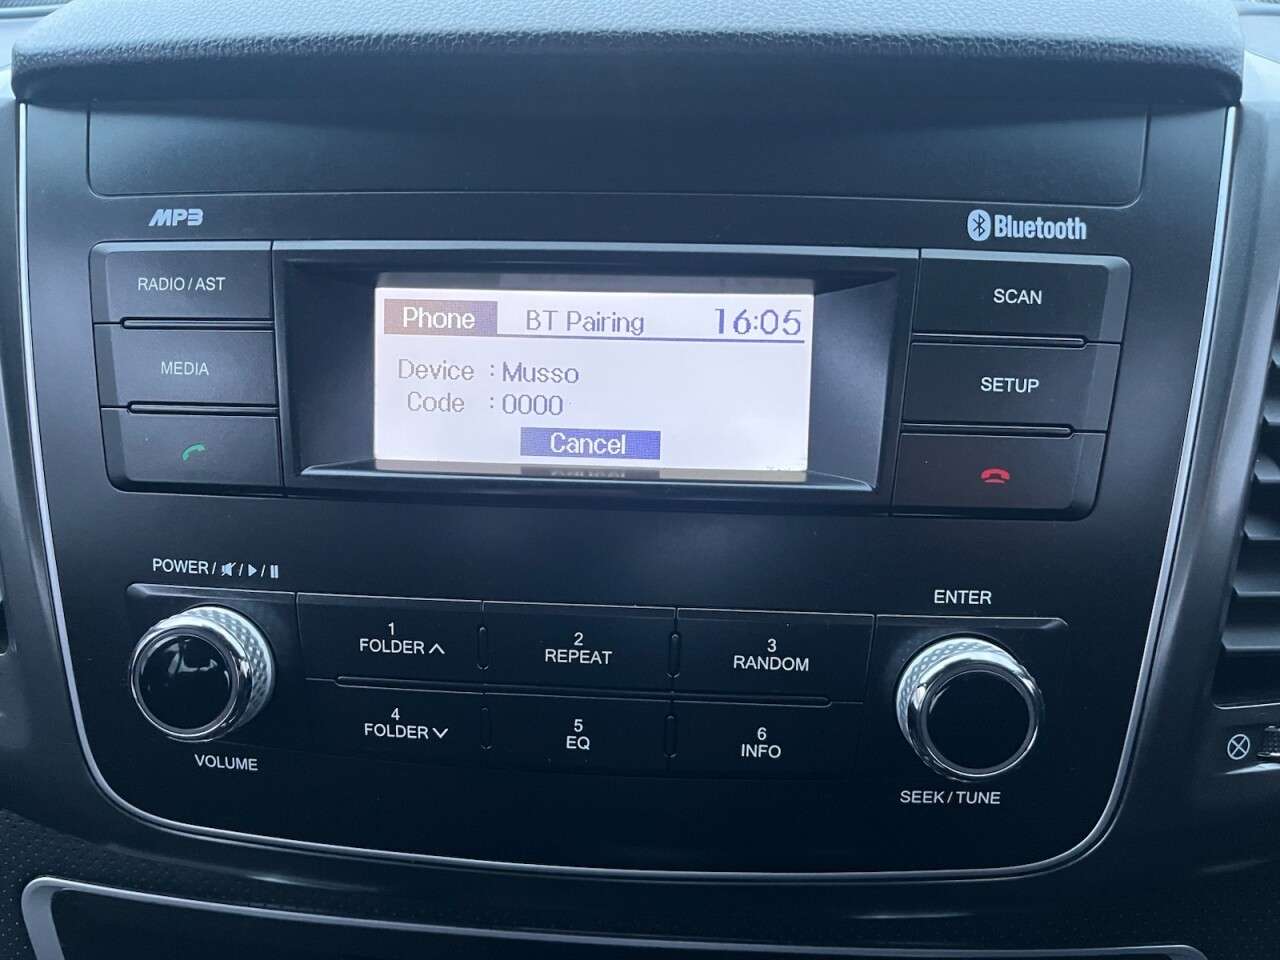 MP3
Bluetooth
RADIO / AST
SCAN
Phone BT Pairing 16:05
MEDIA
Device : Musso
SETUP
Code : 0000
Cancel
POWER /
ENTER
1
FOLDER
2
REPEAT
3
RANDOM
4
FOLDER
5
EQ
6
INFO
VOLUME
SEEK / TUNE